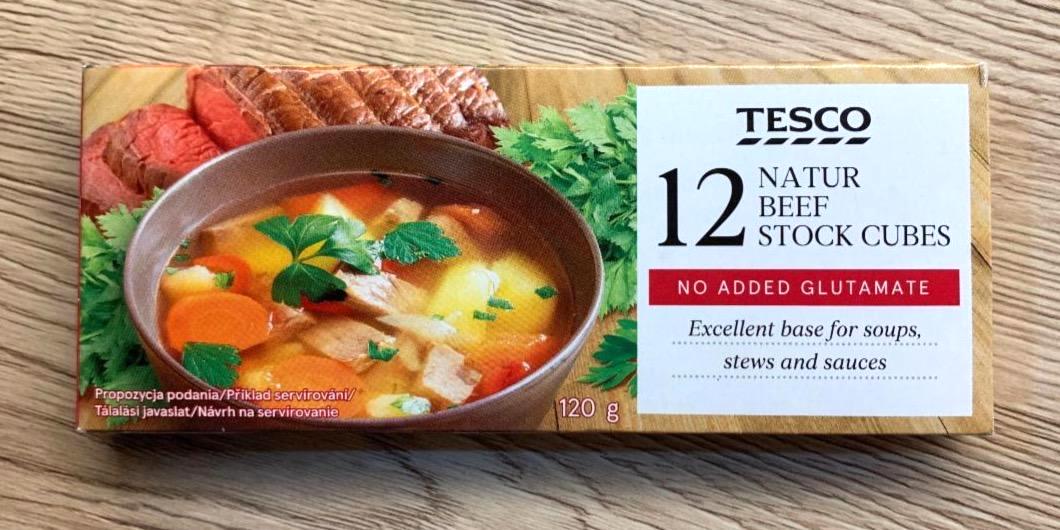 TESCO
12
NATUR
BEEF
STOCK CUBES
NO ADDED GLUTAMATE
Excellent base for soups,
stews and sauces
Propozycja podania/Příklad servírování/
Tálalási javaslat/Návrh na servírovanie
120 g